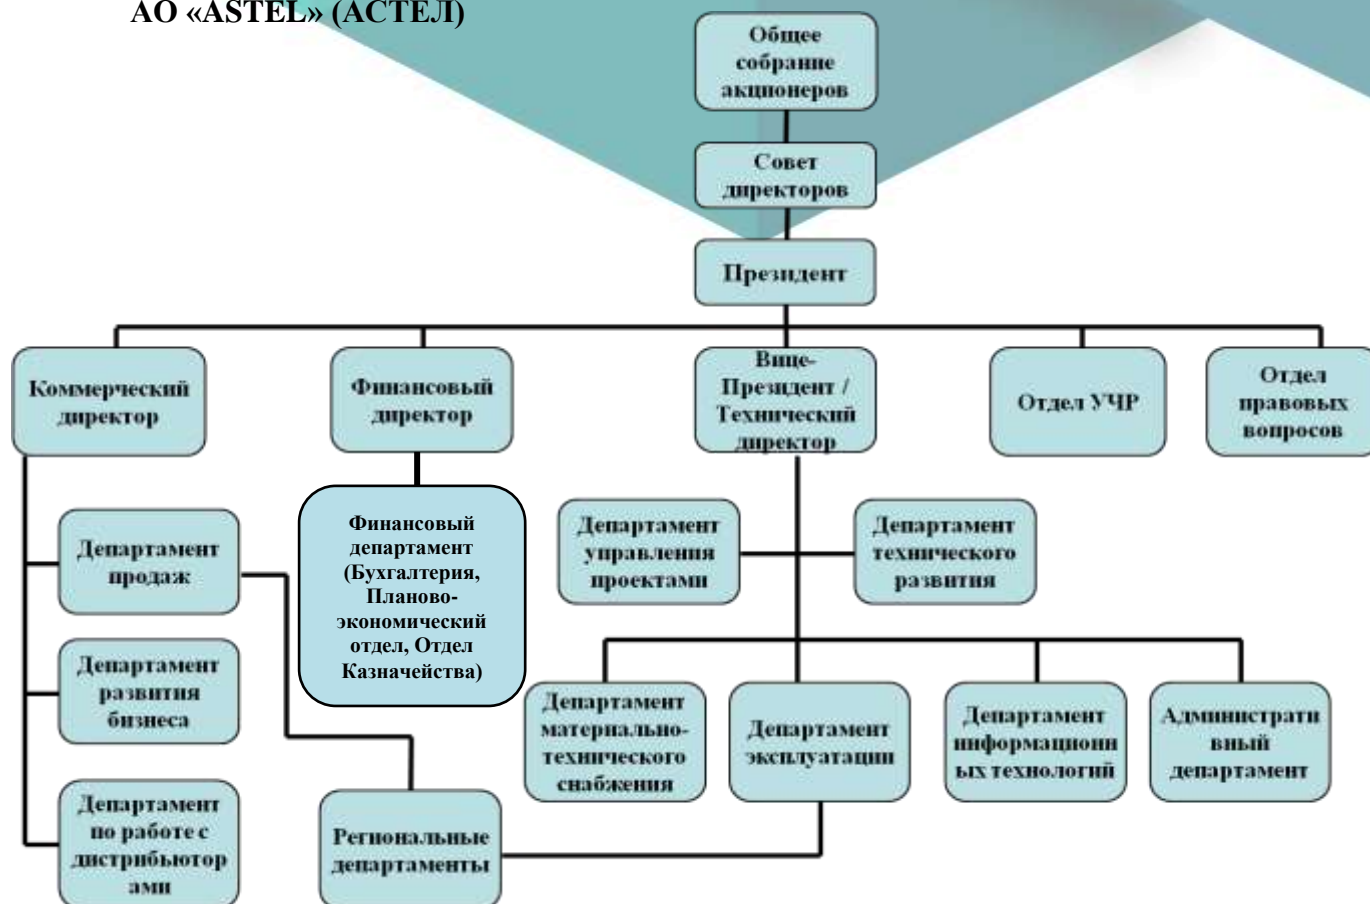 АО «ASTEL» (АСТЕЛ)
Общее
собрание
акционеров
Совет
директоров
Президент
Коммерческий
директор
Финансовый
директор
Вице-
Президент /
Технический
директор
Отдел УЧР
Отдел
правовых
вопросов
Департамент
продаж
Финансовый
департамент
(Бухгалтерия,
Планово-
экономический
отдел, Отдел
Казначейства)
Департамент
управления
проектами
Департамент
технического
развития
Департамент
развития
бизнеса
Департамент
материально-
технического
снабжения
Департамент
эксплуатации
Департамент
информационн
ых технологий
Административ
вный
департамент
Департамент
по работе с
дистрибьютор
ами
Региональные
департаменты